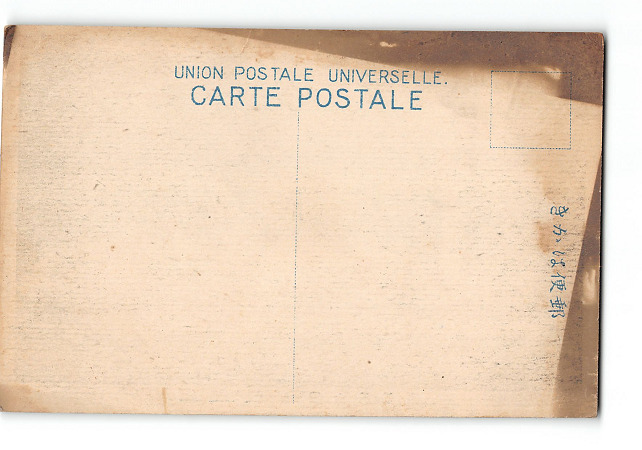 UNION POSTALE UNIVERSELLE.
CARTE POSTALE
きかは便郵